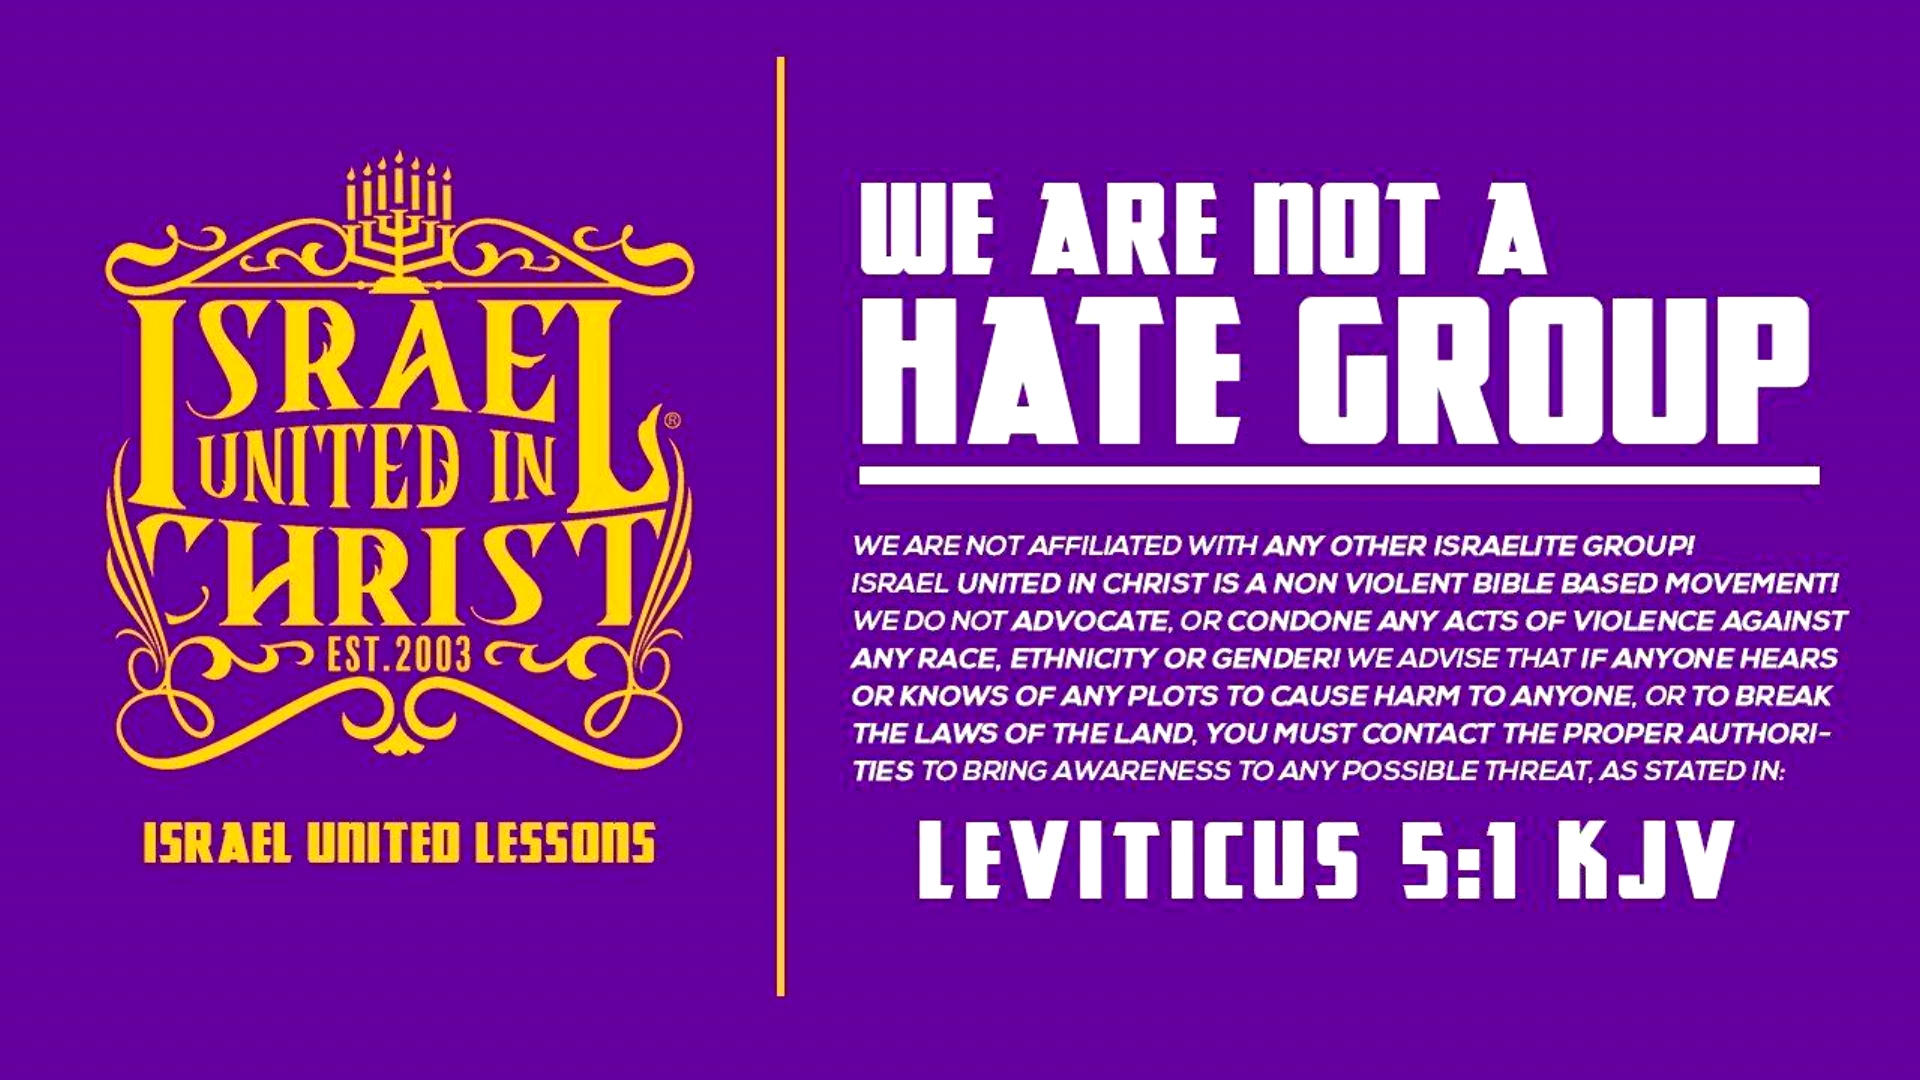 ISRAEL
UNITED IN
CHRIST
®
EST.2003
ISRAEL UNITED LESSONS
WE ARE NOT A
HATE GROUP
WE ARE NOT AFFILIATED WITH ANY OTHER ISRAELITE GROUP!
ISRAEL UNITED IN CHRIST IS A NON VIOLENT BIBLE BASED MOVEMENT!
WE DO NOT ADVOCATE, OR CONDONE ANY ACTS OF VIOLENCE AGAINST
ANY RACE, ETHNICITY OR GENDER! WE ADVISE THAT IF ANYONE HEARS
OR KNOWS OF ANY PLOTS TO CAUSE HARM TO ANYONE, OR TO BREAK
THE LAWS OF THE LAND, YOU MUST CONTACT THE PROPER AUTHORI-
TIES TO BRING AWARENESS TO ANY POSSIBLE THREAT, AS STATED IN:
LEVITICUS 5:1 KJV